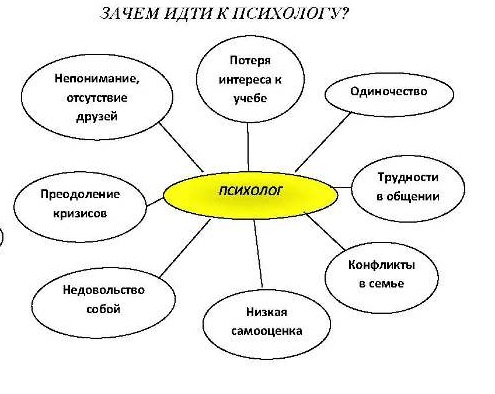 ЗАЧЕМ ИДТИ К ПСИХОЛОГУ?
Потеря
интереса к
учебе
Непонимание,
отсутствие
друзей
Одиночество
ПСИХОЛОГ
Трудности
в общении
Преодоление
кризисов
Конфликты
в семье
Недовольство
собой
Низкая
самооценка